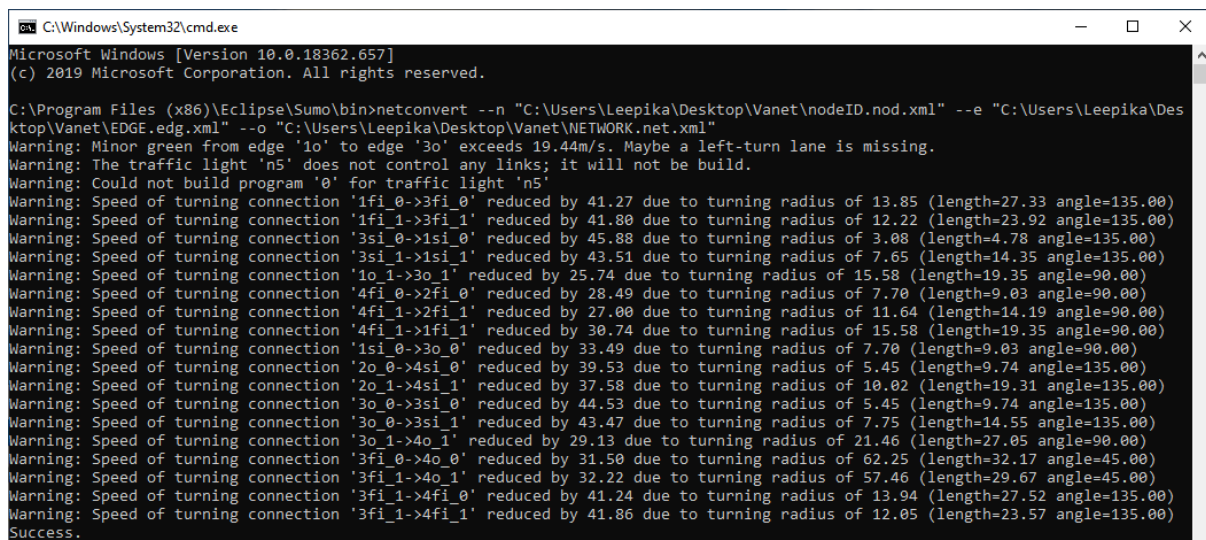 C:\Windows\System32\cmd.exe
Microsoft Windows [Version 10.0.18362.657]
(c) 2019 Microsoft Corporation. All rights reserved.
C:\Program Files (x86)\Eclipse\Sumo\bin>netconvert --n "C:\Users\Leepika\Desktop\Vanet\nodeID.nod.xml" --e "C:\Users\Leepika\Des
ktop\Vanet\EDGE.edg.xml" --o "C:\Users\Leepika\Desktop\Vanet\NETWORK.net.xml"
Warning: Minor green from edge '1o' to edge '3o' exceeds 19.44m/s. Maybe a left-turn lane is missing.
Warning: The traffic light 'n5' does not control any links; it will not be build.
Warning: Could not build program '0' for traffic light 'n5'
Warning: Speed of turning connection '1fi_0->3fi_0' reduced by 41.27 due to turning radius of 13.85 (length=27.33 angle=135.00)
Warning: Speed of turning connection '1fi_1->3fi_1' reduced by 41.80 due to turning radius of 12.22 (length=23.92 angle=135.00)
Warning: Speed of turning connection '3si_0->1si_0' reduced by 45.88 due to turning radius of 3.08 (length=4.78 angle=135.00)
Warning: Speed of turning connection '3si_1->1si_1' reduced by 43.51 due to turning radius of 7.65 (length=14.35 angle=135.00)
Warning: Speed of turning connection '1o_1->3o_1' reduced by 25.74 due to turning radius of 15.58 (length=19.35 angle=90.00)
Warning: Speed of turning connection '4fi_0->2fi_0' reduced by 28.49 due to turning radius of 7.70 (length=9.03 angle=90.00)
Warning: Speed of turning connection '4fi_1->2fi_1' reduced by 27.00 due to turning radius of 11.64 (length=14.19 angle=90.00)
Warning: Speed of turning connection '4fi_1->1fi_1' reduced by 30.74 due to turning radius of 15.58 (length=19.35 angle=90.00)
Warning: Speed of turning connection '1si_0->3o_0' reduced by 33.49 due to turning radius of 7.70 (length=9.03 angle=90.00)
Warning: Speed of turning connection '2o_0->4si_0' reduced by 39.53 due to turning radius of 5.45 (length=9.74 angle=135.00)
Warning: Speed of turning connection '2o_1->4si_1' reduced by 37.58 due to turning radius of 10.02 (length=19.31 angle=135.00)
Warning: Speed of turning connection '3o_0->3si_0' reduced by 44.53 due to turning radius of 5.45 (length=9.74 angle=135.00)
Warning: Speed of turning connection '3o_0->3si_1' reduced by 43.47 due to turning radius of 7.75 (length=14.55 angle=135.00)
Warning: Speed of turning connection '3o_1->4o_1' reduced by 29.13 due to turning radius of 21.46 (length=27.05 angle=90.00)
Warning: Speed of turning connection '3fi_0->4o_0' reduced by 31.50 due to turning radius of 62.25 (length=32.17 angle=45.00)
Warning: Speed of turning connection '3fi_1->4o_1' reduced by 32.22 due to turning radius of 57.46 (length=29.67 angle=45.00)
Warning: Speed of turning connection '3fi_1->4fi_0' reduced by 41.24 due to turning radius of 13.94 (length=27.52 angle=135.00)
Warning: Speed of turning connection '3fi_1->4fi_1' reduced by 41.86 due to turning radius of 12.05 (length=23.57 angle=135.00)
Success.